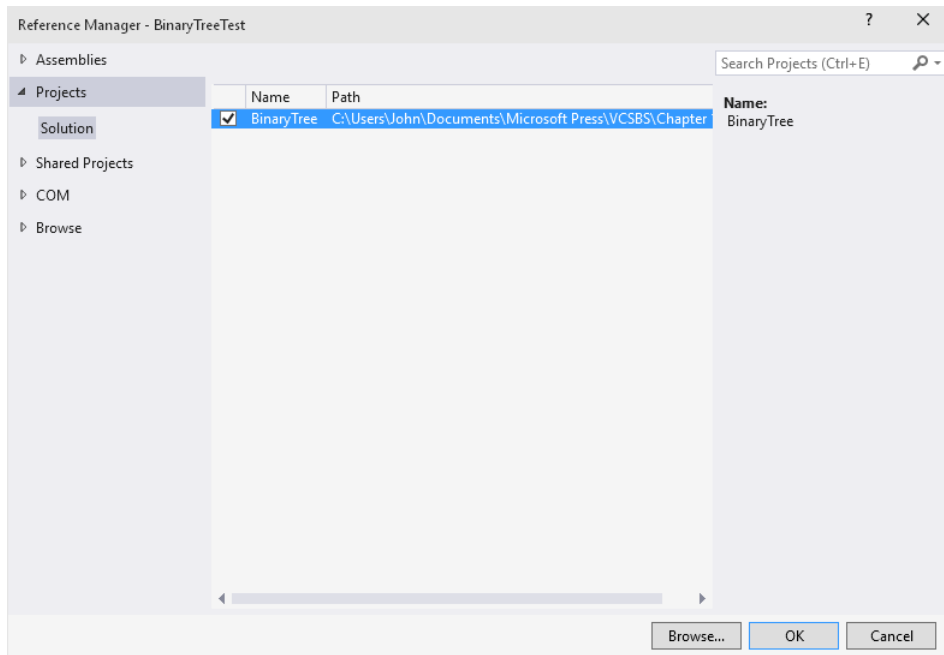 Reference Manager - BinaryTreeTest ? ×
Assemblies
Projects
Solution
Shared Projects
COM
Browse
Name Path
BinaryTree C:\Users\John\Documents\Microsoft Press\VCSBS\Chapter
Search Projects (Ctrl+E)
Name:
BinaryTree
Browse... OK Cancel